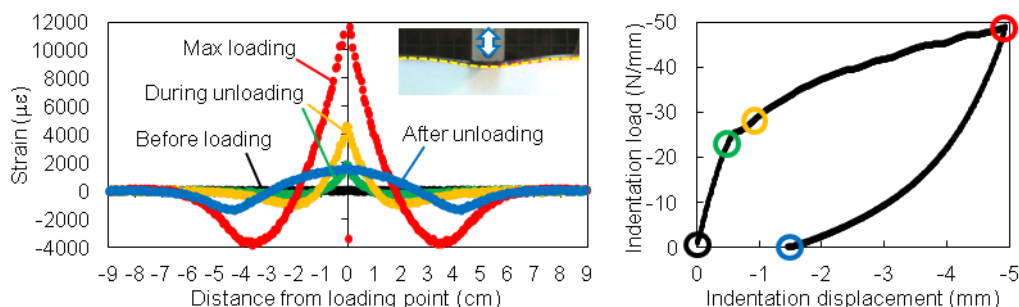 12000
10000
8000
6000
4000
2000
0
-2000
-4000
Strain (με)
Max loading
During unloading
Before loading
After unloading
-9 -8 -7 -6 -5 -4 -3 -2 -1 0 1 2 3 4 5 6 7 8 9
Distance from loading point (cm)
-50
-40
-30
-20
-10
0
Indentation load (N/mm)
0 -1 -2 -3 -4 -5
Indentation displacement (mm)